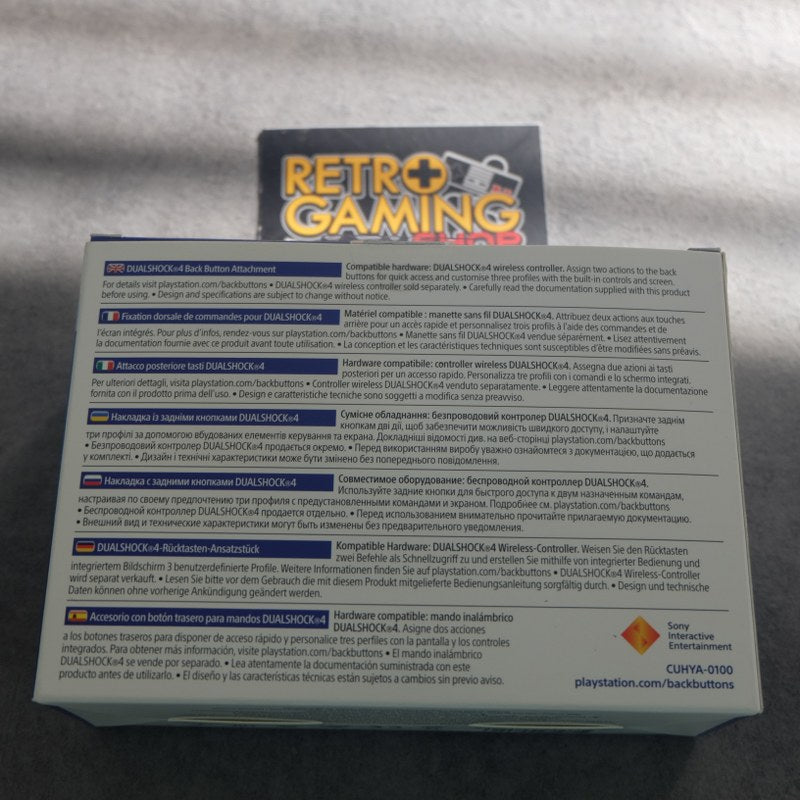 RETRO
GAMING
SHOP
DUALSHOCK®4 Back Button Attachment
Compatible hardware: DUALSHOCK®4 wireless controller. Assign two actions to the back
buttons for quick access and customise three profiles with the built-in controls and screen.
For details visit playstation.com/backbuttons • DUALSHOCK®4 wireless controller sold separately. • Carefully read the documentation supplied with this product
before using. • Design and specifications are subject to change without notice.
Fixation dorsale de commandes pour DUALSHOCK®4
Matériel compatible : manette sans fil DUALSHOCK®4. Attribuez deux actions aux touches
arrière pour un accès rapide et personnalisez trois profils à l'aide des commandes et de
l'écran intégrés. Pour plus d'infos, rendez-vous sur playstation.com/backbuttons • Manette sans fil DUALSHOCK®4 vendue séparément. • Lisez attentivement
la documentation fournie avec ce produit avant toute utilisation. • La conception et les caractéristiques techniques sont susceptibles d'être modifiées sans préavis.
Attacco posteriore tasti DUALSHOCK®4
Hardware compatibile: controller wireless DUALSHOCK®4. Assegna due azioni ai tasti
posteriori per un accesso rapido. Personalizza tre profili con i comandi e lo schermo integrati.
Per ulteriori dettagli, visita playstation.com/backbuttons • Controller wireless DUALSHOCK®4 venduto separatamente. • Leggere attentamente la documentazione
fornita con il prodotto prima dell'uso. • Design e caratteristiche tecniche sono soggetti a modifica senza preavviso.
Накладка із задніми кнопками DUALSHOCK®4
Сумісне обладнання: безпроводовий контролер DUALSHOCK®4. Призначте заднім
кнопкам дві дії, щоб забезпечити можливість швидкого доступу, і налаштуйте
три профілі за допомогою вбудованих елементів керування та екрана. Докладніші відомості див. на веб-сторінці playstation.com/backbuttons
• Безпроводовий контролер DUALSHOCK®4 продається окремо. • Перед використанням виробу уважно ознайомтеся з документацією, що додається
у комплекті. • Дизайн і технічні характеристики може бути змінено без попереднього повідомлення.
Накладка с задними кнопками DUALSHOCK®4
Совместимое оборудование: беспроводной контроллер DUALSHOCK®4.
Используйте задние кнопки для быстрого доступа к двум назначенным командам,
настраивая по своему предпочтению три профиля с предустановленными командами и экраном. Подробнее см. playstation.com/backbuttons
• Беспроводной контроллер DUALSHOCK®4 продается отдельно. • Перед использованием внимательно прочитайте прилагаемую документацию.
• Внешний вид и технические характеристики могут быть изменены без предварительного уведомления.
DUALSHOCK®4-Rücktasten-Ansatzstück
Kompatible Hardware: DUALSHOCK®4 Wireless-Controller. Weisen Sie den Rücktasten
zwei Befehle als Schnellzugriff zu und erstellen Sie mithilfe von integrierter Bedienung und
integriertem Bildschirm 3 benutzerdefinierte Profile. Weitere Informationen finden Sie auf playstation.com/backbuttons • DUALSHOCK®4 Wireless-Controller
wird separat verkauft. • Lesen Sie bitte vor dem Gebrauch die mit diesem Produkt mitgelieferte Bedienungsanleitung sorgfältig durch. • Design und technische
Daten können ohne vorherige Ankündigung geändert werden.
Accesorio con botón trasero para mandos DUALSHOCK®4
Hardware compatible: mando inalámbrico
DUALSHOCK®4. Asigne dos acciones
a los botones traseros para disponer de acceso rápido y personalice tres perfiles con la pantalla y los controles
integrados. Para obtener más información, visite playstation.com/backbuttons • El mando inalámbrico
DUALSHOCK®4 se vende por separado. • Lea atentamente la documentación suministrada con este
producto antes de utilizarlo. • El diseño y las características técnicas están sujetos a cambios sin previo aviso.
Sony
Interactive
Entertainment
CUHYA-0100
playstation.com/backbuttons